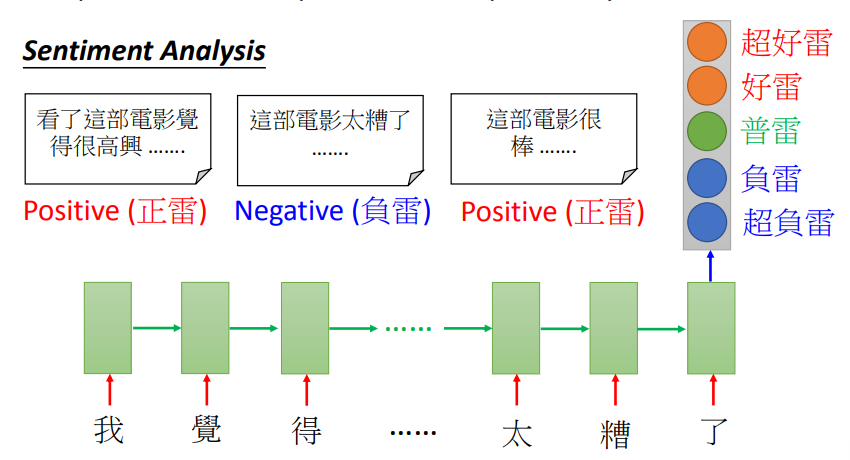 Sentiment Analysis
看了這部電影覺
得很高興 …….
Positive (正雷)
這部電影太糟了
…….
Negative (負雷)
這部電影很
棒 …….
Positive (正雷)
超好雷
好雷
普雷
負雷
超負雷
……
我 覺 得 …… 太 糟 了